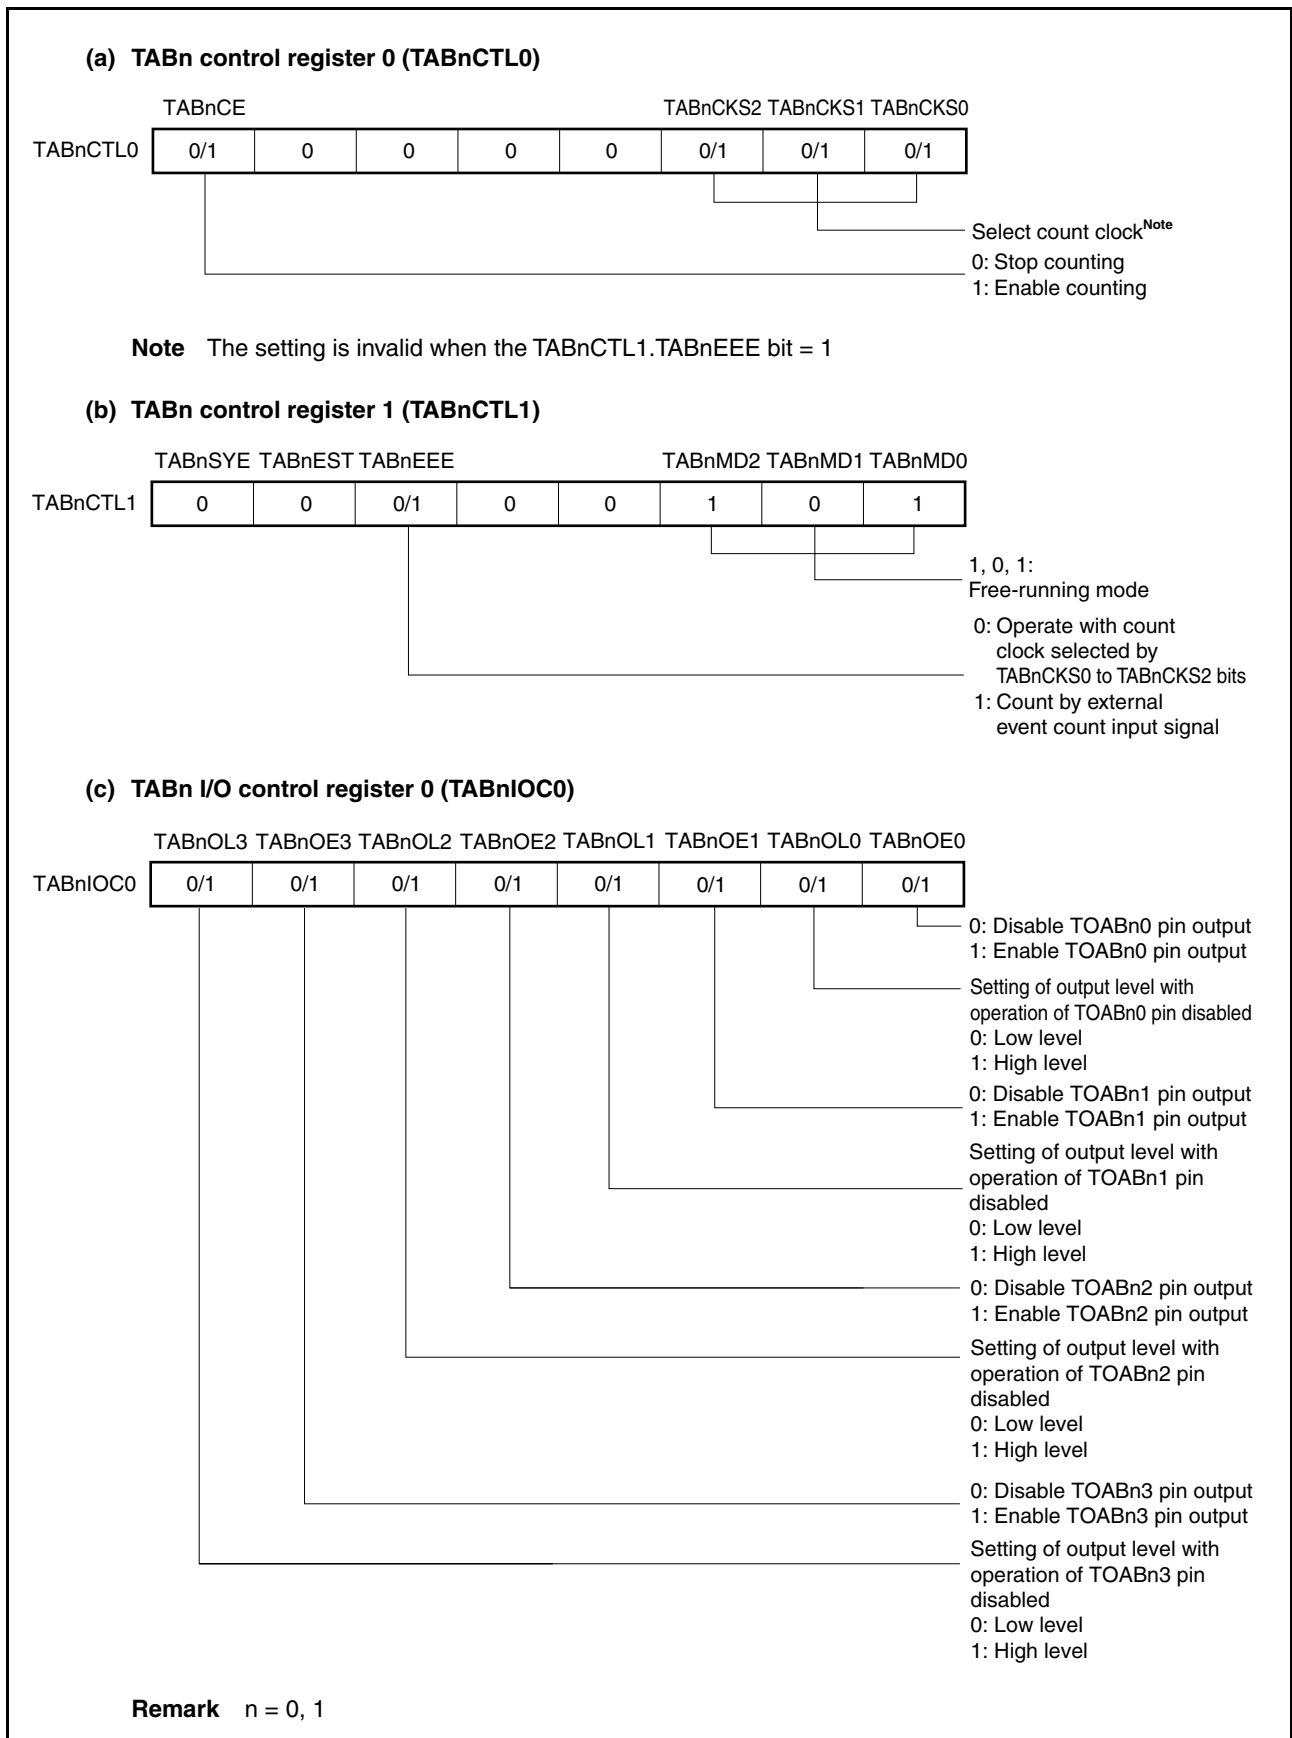 (a) TABn control register 0 (TABnCTL0)
TABnCE TABnCKS2 TABnCKS1 TABnCKS0
TABnCTL0 0/1 0 0 0 0 0/1 0/1 0/1
Select count clockNote
0: Stop counting
1: Enable counting
Note The setting is invalid when the TABnCTL1.TABnEEE bit = 1
(b) TABn control register 1 (TABnCTL1)
TABnSYE TABnEST TABnEEE TABnMD2 TABnMD1 TABnMD0
TABnCTL1 0 0 0/1 0 0 1 0 1
1, 0, 1:
Free-running mode
0: Operate with count
clock selected by
TABnCKS0 to TABnCKS2 bits
1: Count by external
event count input signal
(c) TABn I/O control register 0 (TABnIOC0)
TABnOL3 TABnOE3 TABnOL2 TABnOE2 TABnOL1 TABnOE1 TABnOL0 TABnOE0
TABnIOC0 0/1 0/1 0/1 0/1 0/1 0/1 0/1 0/1
0: Disable TOABn0 pin output
1: Enable TOABn0 pin output
Setting of output level with
operation of TOABn0 pin disabled
0: Low level
1: High level
0: Disable TOABn1 pin output
1: Enable TOABn1 pin output
Setting of output level with
operation of TOABn1 pin
disabled
0: Low level
1: High level
0: Disable TOABn2 pin output
1: Enable TOABn2 pin output
Setting of output level with
operation of TOABn2 pin
disabled
0: Low level
1: High level
0: Disable TOABn3 pin output
1: Enable TOABn3 pin output
Setting of output level with
operation of TOABn3 pin
disabled
0: Low level
1: High level
Remark n = 0, 1